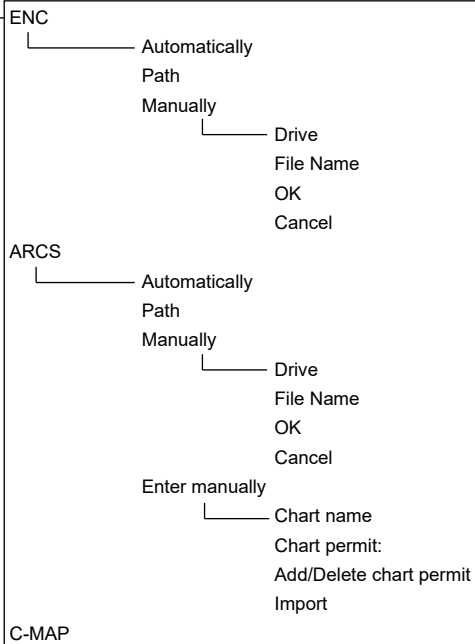 ENC
Automatically
Path
Manually
Drive
File Name
OK
Cancel
ARCS
Automatically
Path
Manually
Drive
File Name
OK
Cancel
Enter manually
Chart name
Chart permit:
Add/Delete chart permit
Import
C-MAP